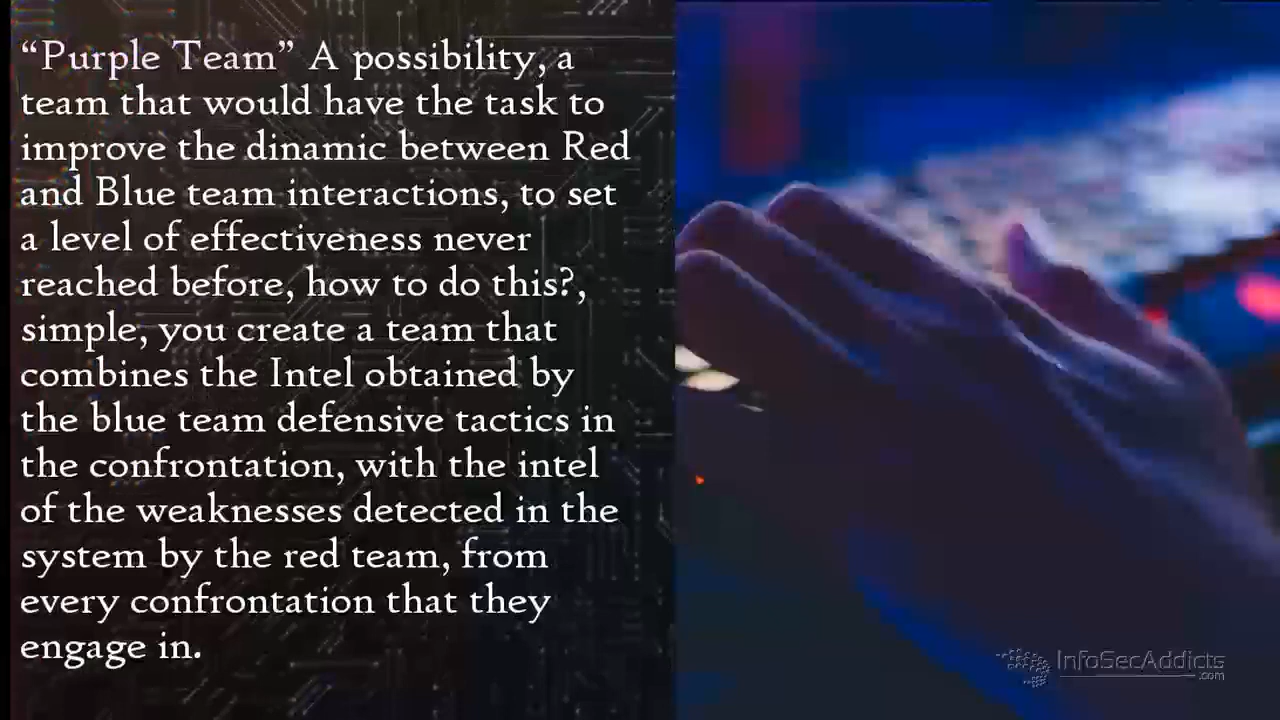 “Purple Team” A possibility, a
team that would have the task to
improve the dinamic between Red
and Blue team interactions, to set
a level of effectiveness never
reached before, how to do this?,
simple, you create a team that
combines the Intel obtained by
the blue team defensive tactics in
the confrontation, with the intel
of the weaknesses detected in the
system by the red team, from
every confrontation that they
engage in.
InfoSecAddicts
.com